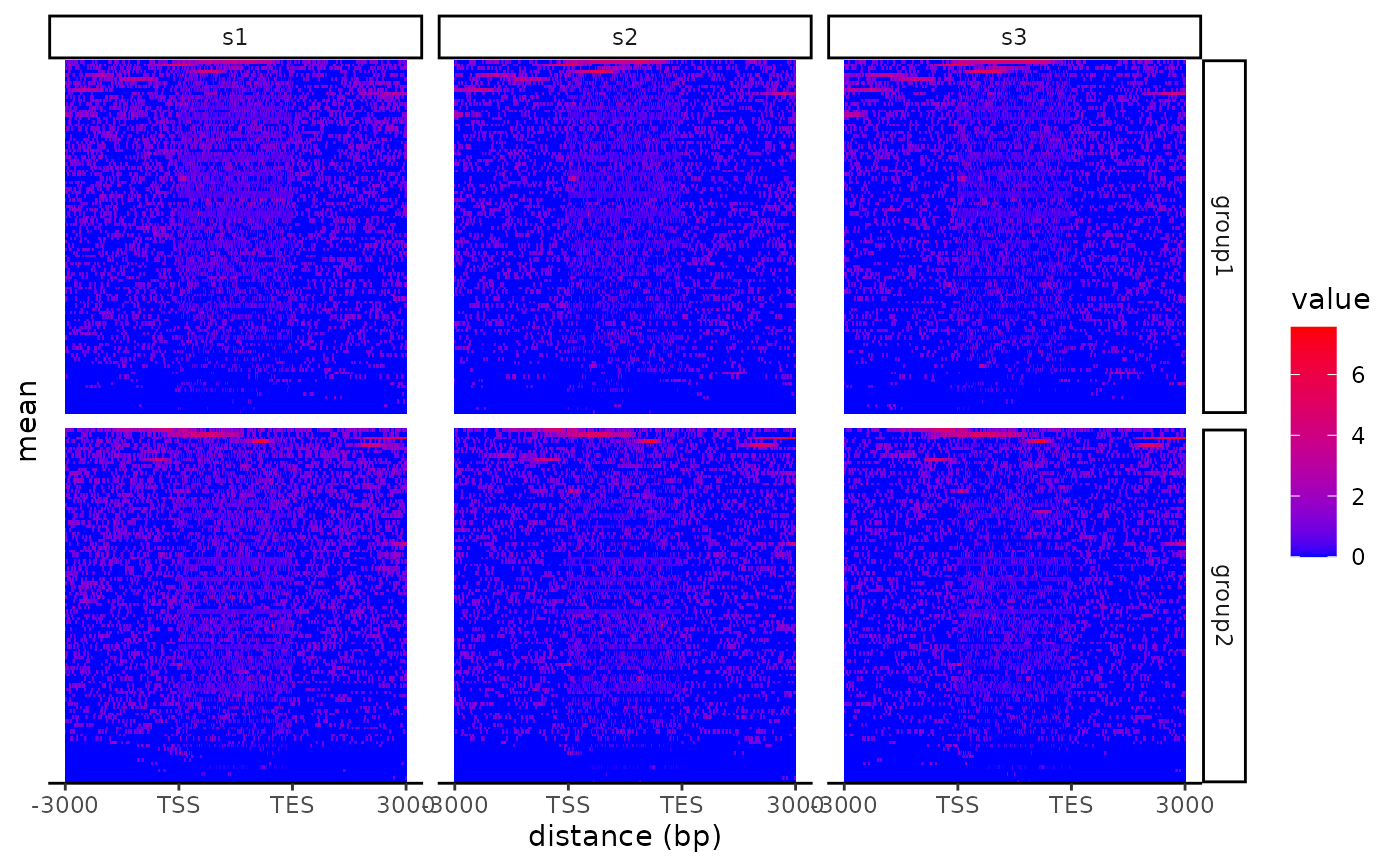 s1 s2 s3
group1
group2
mean
value
6
4
2
0
-3000 TSS TES 3000 -3000 TSS TES 3000 -3000 TSS TES 3000
distance (bp)